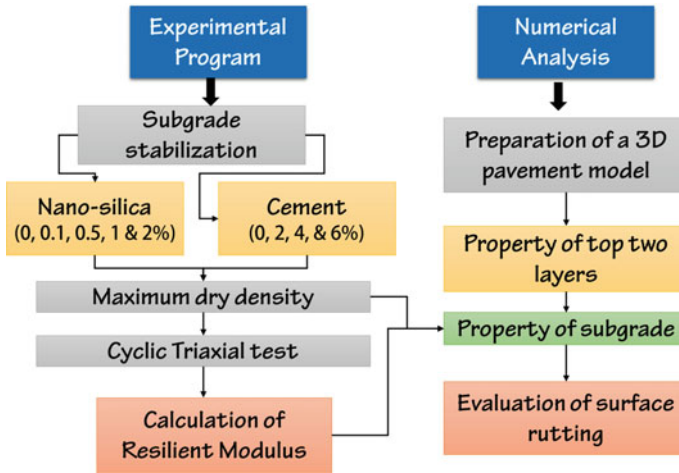 Experimental
Program
Subgrade
stabilization
Nano-silica
(0, 0.1, 0.5, 1 & 2%)
Cement
(0, 2, 4, & 6%)
Maximum dry density
Cyclic Triaxial test
Calculation of
Resilient Modulus
Numerical
Analysis
Preparation of a 3D
pavement model
Property of top two
layers
Property of subgrade
Evaluation of surface
rutting